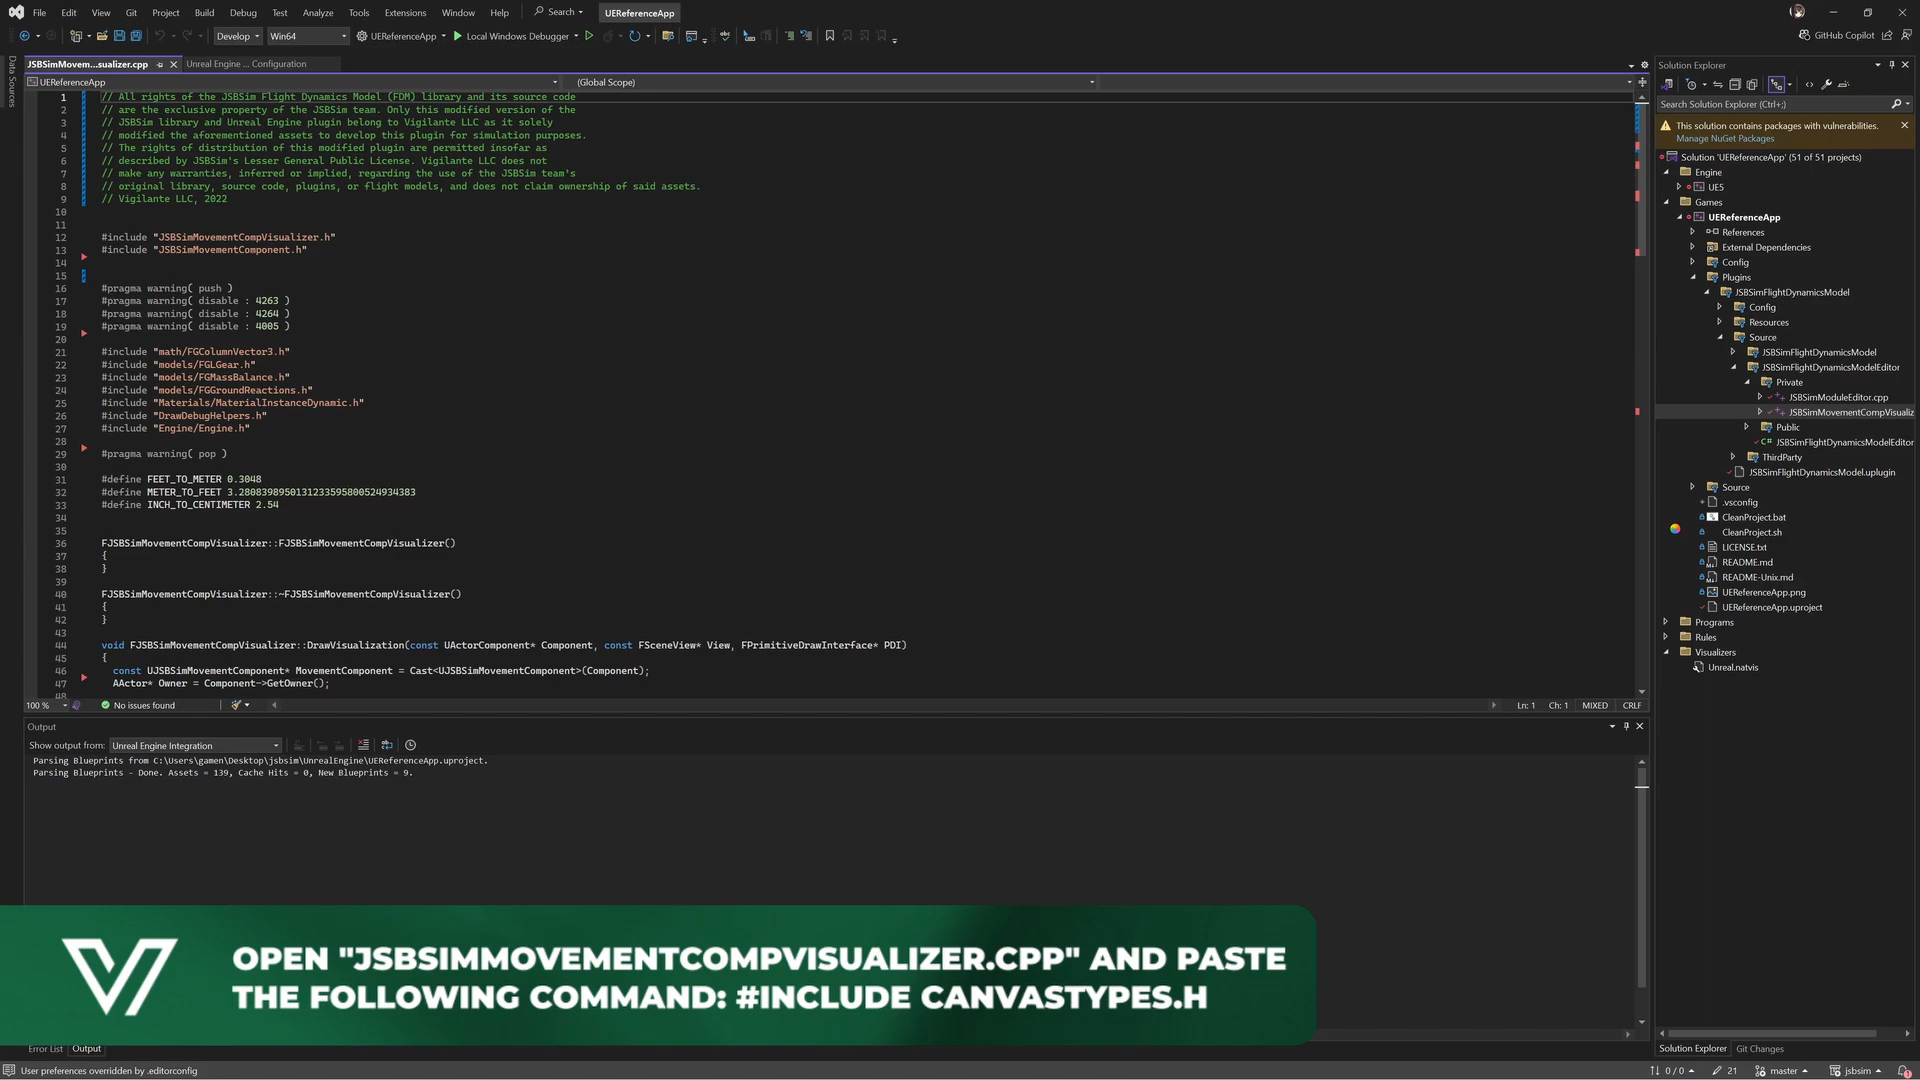 File Edit View Git Project Build Debug Test Analyze Tools Extensions Window Help Search UEReferenceApp
Develop Win64 UEReferenceApp Local Windows Debugger GitHub Copilot
Data Sources
JSBSimMovem...sualizer.cpp Unreal Engine ... Configuration
UEReferenceApp (Global Scope)
1 // All rights of the JSBSim Flight Dynamics Model (FDM) library and its source code
2 // are the exclusive property of the JSBSim team. Only this modified version of the
3 // JSBSim library and Unreal Engine plugin belong to Vigilante LLC as it solely
4 // modified the aforementioned assets to develop this plugin for simulation purposes.
5 // The rights of distribution of this modified plugin are permitted insofar as
6 // described by JSBSim's Lesser General Public License. Vigilante LLC does not
7 // make any warranties, inferred or implied, regarding the use of the JSBSim team's
8 // original library, source code, plugins, or flight models, and does not claim ownership of said assets.
9 // Vigilante LLC, 2022
10
11
12 #include "JSBSimMovementCompVisualizer.h"
13 #include "JSBSimMovementComponent.h"
14
15
16 #pragma warning( push )
17 #pragma warning( disable : 4263 )
18 #pragma warning( disable : 4264 )
19 #pragma warning( disable : 4005 )
20
21 #include "math/FGColumnVector3.h"
22 #include "models/FGLGear.h"
23 #include "models/FGMassBalance.h"
24 #include "models/FGGroundReactions.h"
25 #include "Materials/MaterialInstanceDynamic.h"
26 #include "DrawDebugHelpers.h"
27 #include "Engine/Engine.h"
28
29 #pragma warning( pop )
30
31 #define FEET_TO_METER 0.3048
32 #define METER_TO_FEET 3.2808398950131233595800524934383
33 #define INCH_TO_CENTIMETER 2.54
34
35
36 FJSBSimMovementCompVisualizer::FJSBSimMovementCompVisualizer()
37 {
38 }
39
40 FJSBSimMovementCompVisualizer::~FJSBSimMovementCompVisualizer()
41 {
42 }
43
44 void FJSBSimMovementCompVisualizer::DrawVisualization(const UActorComponent* Component, const FSceneView* View, FPrimitiveDrawInterface* PDI)
45 {
46 const UJSBSimMovementComponent* MovementComponent = Cast<UJSBSimMovementComponent>(Component);
47 AActor* Owner = Component->GetOwner();
48
100 % No issues found Ln: 1 Ch: 1 MIXED CRLF
Output
Show output from: Unreal Engine Integration
Parsing Blueprints from C:\Users\gamen\Desktop\jsbsim\UnrealEngine\UEReferenceApp.uproject.
Parsing Blueprints - Done. Assets = 139, Cache Hits = 0, New Blueprints = 9.
OPEN "JSBSIMMOVEMENTCOMPVISUALIZER.CPP" AND PASTE
THE FOLLOWING COMMAND: #INCLUDE CANVASTYPES.H
Error List Output
User preferences overridden by .editorconfig
Solution Explorer
Search Solution Explorer (Ctrl+;)
This solution contains packages with vulnerabilities.
Manage NuGet Packages
Solution 'UEReferenceApp' (51 of 51 projects)
Engine
UE5
Games
UEReferenceApp
References
External Dependencies
Config
Plugins
JSBSimFlightDynamicsModel
Config
Resources
Source
JSBSimFlightDynamicsModel
JSBSimFlightDynamicsModelEditor
Private
JSBSimModuleEditor.cpp
JSBSimMovementCompVisualiz
Public
JSBSimFlightDynamicsModelEditor
ThirdParty
JSBSimFlightDynamicsModel.uplugin
Source
.vsconfig
CleanProject.bat
CleanProject.sh
LICENSE.txt
README.md
README-Unix.md
UEReferenceApp.png
UEReferenceApp.uproject
Programs
Rules
Visualizers
Unreal.natvis
Solution Explorer Git Changes
0 / 0 21 master jsbsim 1